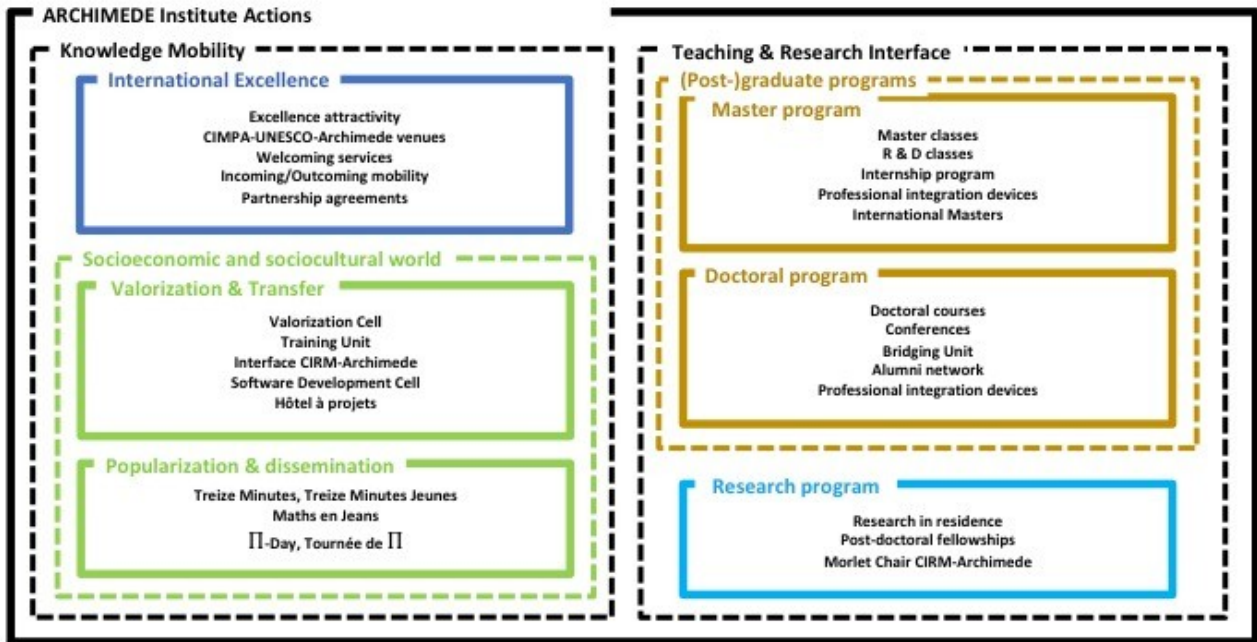 ARCHIMEDE Institute Actions
Knowledge Mobility
International Excellence
Excellence attractivity
CIMPA-UNESCO-Archimede venues
Welcoming services
Incoming/Outcoming mobility
Partnership agreements
Socioeconomic and sociocultural world
Valorization & Transfer
Valorization Cell
Training Unit
Interface CIRM-Archimede
Software Development Cell
Hôtel à projets
Popularization & dissemination
Treize Minutes, Treize Minutes Jeunes
Maths en Jeans
Π-Day, Tournée de Π
Teaching & Research Interface
(Post-)graduate programs
Master program
Master classes
R & D classes
Internship program
Professional integration devices
International Masters
Doctoral program
Doctoral courses
Conferences
Bridging Unit
Alumni network
Professional integration devices
Research program
Research in residence
Post-doctoral fellowships
Morlet Chair CIRM-Archimede